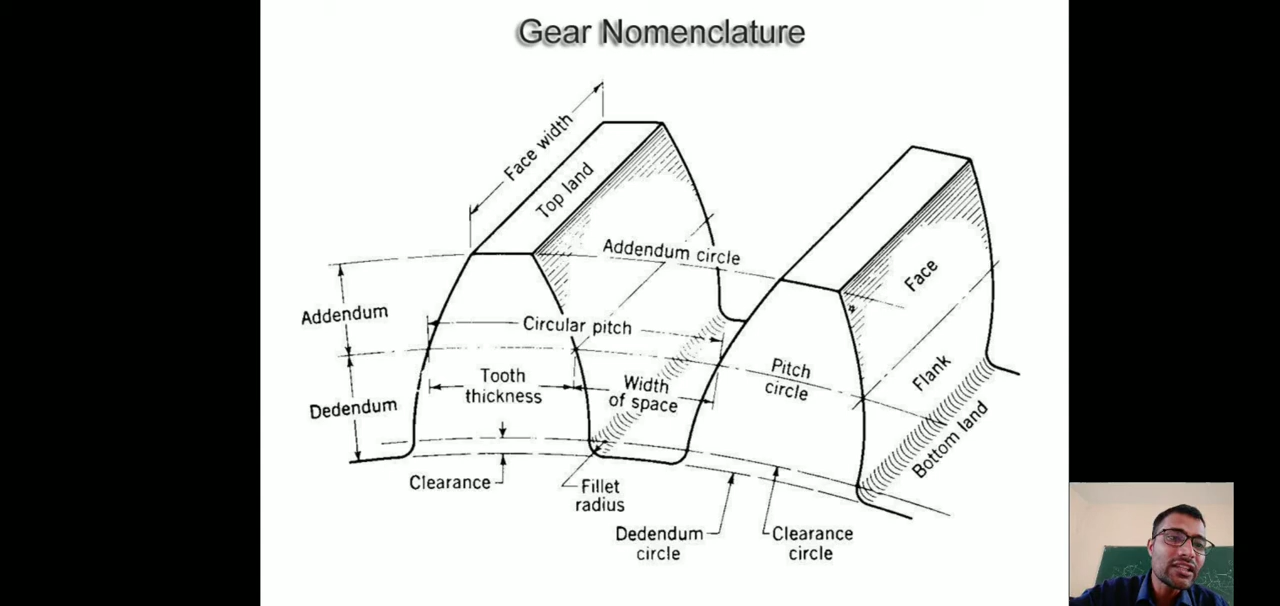 Gear Nomenclature
Face width
Top land
Addendum circle
Face
Addendum
Circular pitch
Pitch
circle
Flank
Tooth
thickness
Width
of space
Dedendum
Bottom land
Clearance
Fillet
radius
Dedendum
circle
Clearance
circle